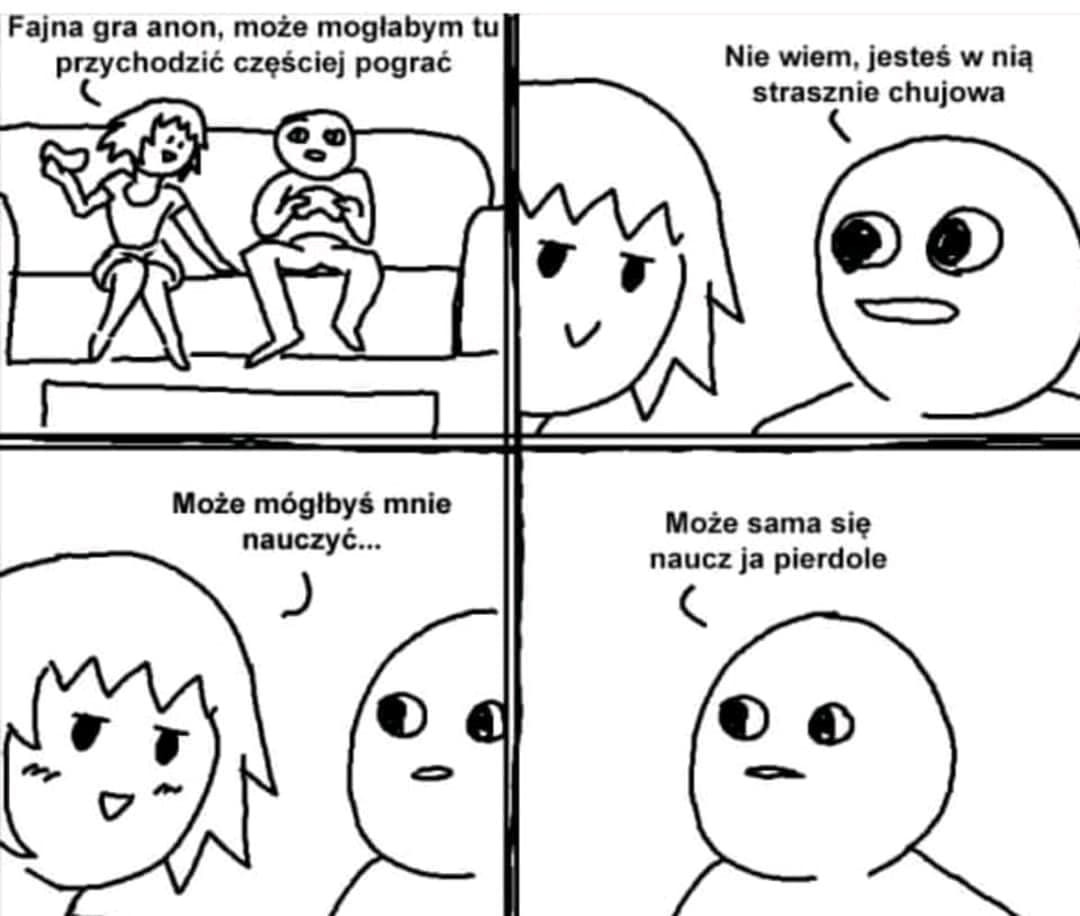 Fajna gra anon, może mogłabym tu
przychodzić częściej pograć
Nie wiem, jesteś w nią
strasznie chujowa
Może mógłbyś mnie
nauczyć...
Może sama się
naucz ja pierdole